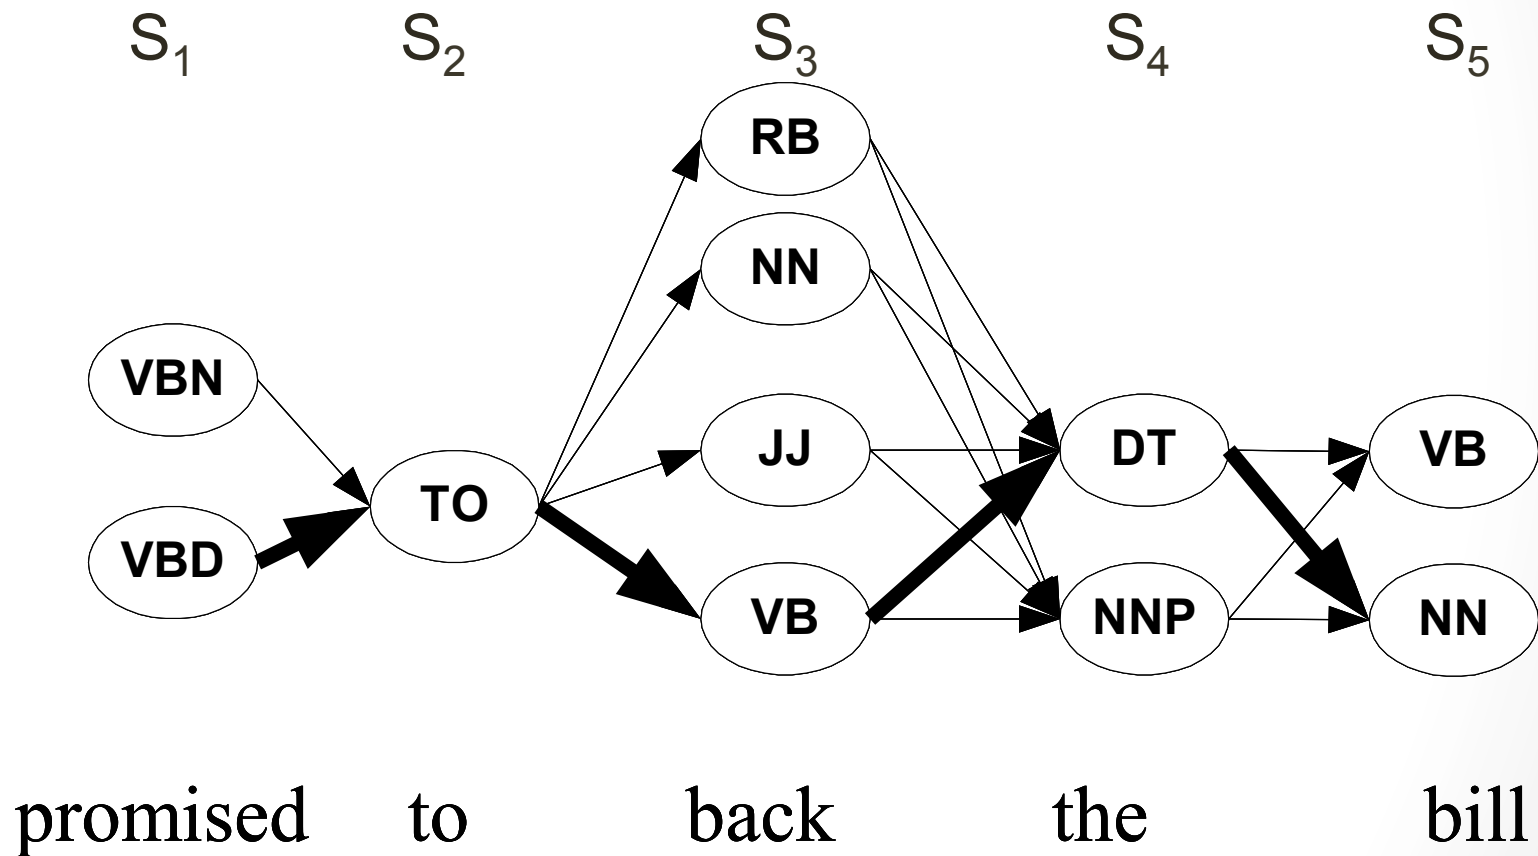 S₁ S₂ S₃ S₄ S₅
RB
NN
VBN
JJ DT VB
TO
VBD
VB NNP NN
promised to back the bill